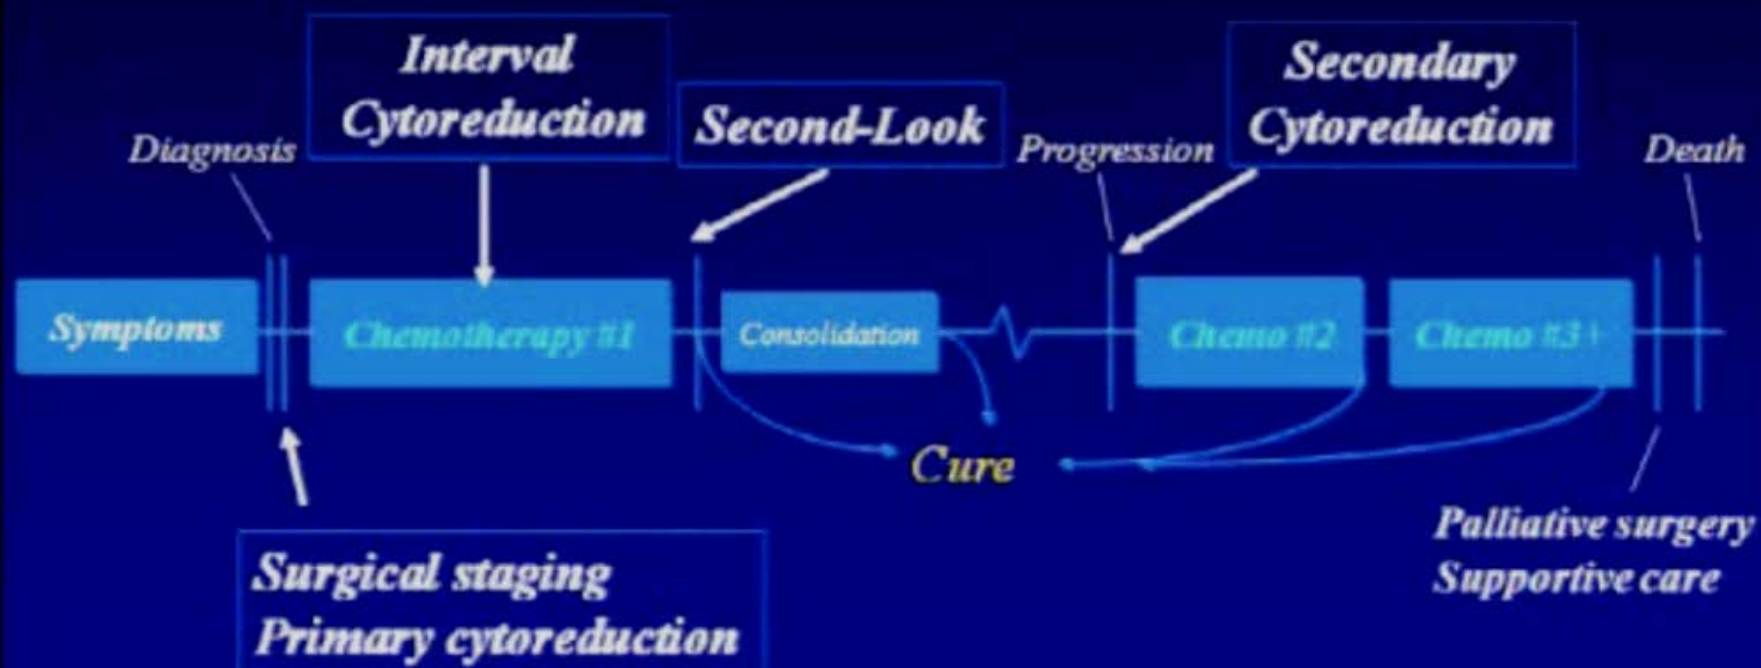 Interval
Cytoreduction
Secondary
Cytoreduction
Second-Look
Diagnosis
Progression
Death
Symptoms
Chemotherapy #1
Consolidation
Chemo #2
Chemo #3+
Cure
Surgical staging
Primary cytoreduction
Palliative surgery
Supportive care